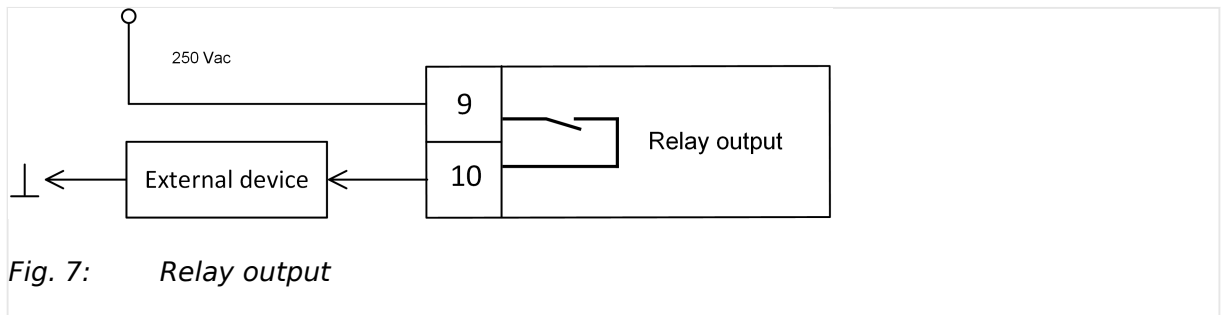 250 Vac
9
Relay output
External device
10
Fig. 7: Relay output